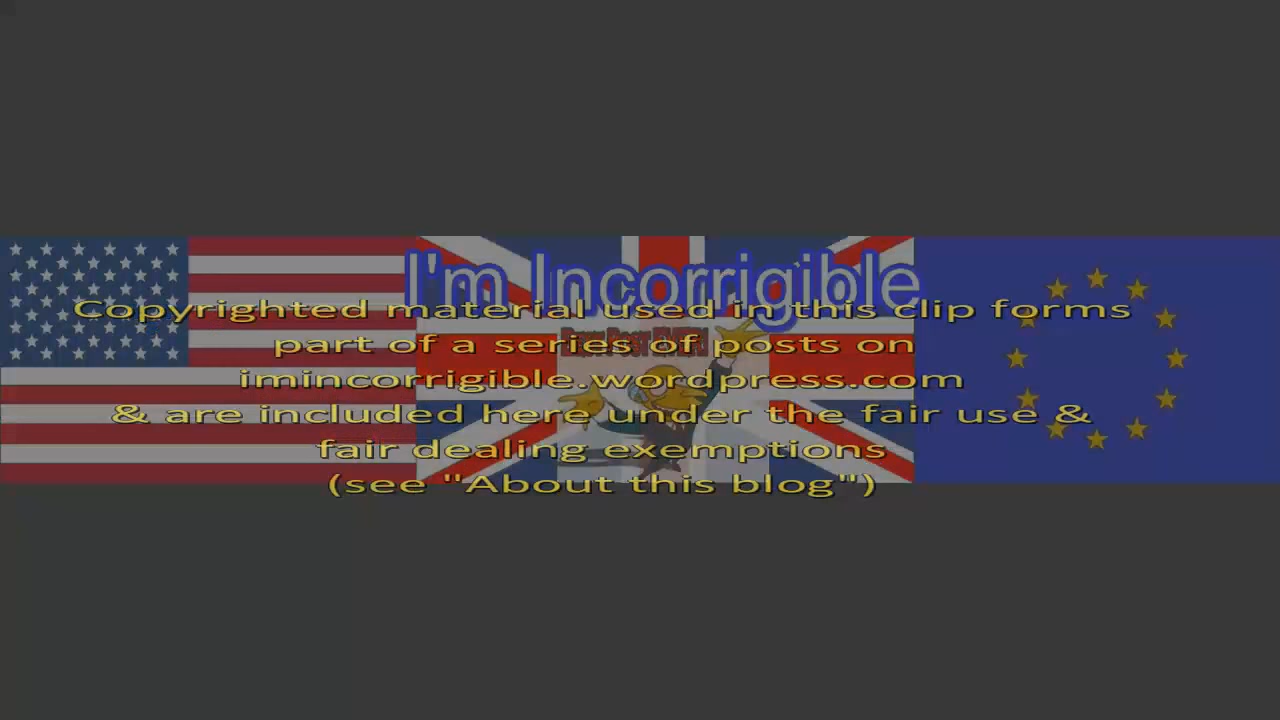 I'm Incorrigible
Copyrighted material used in this clip forms
part of a series of posts on
imincorrigible.wordpress.com
& are included here under the fair use &
fair dealing exemptions
(see "About this blog")